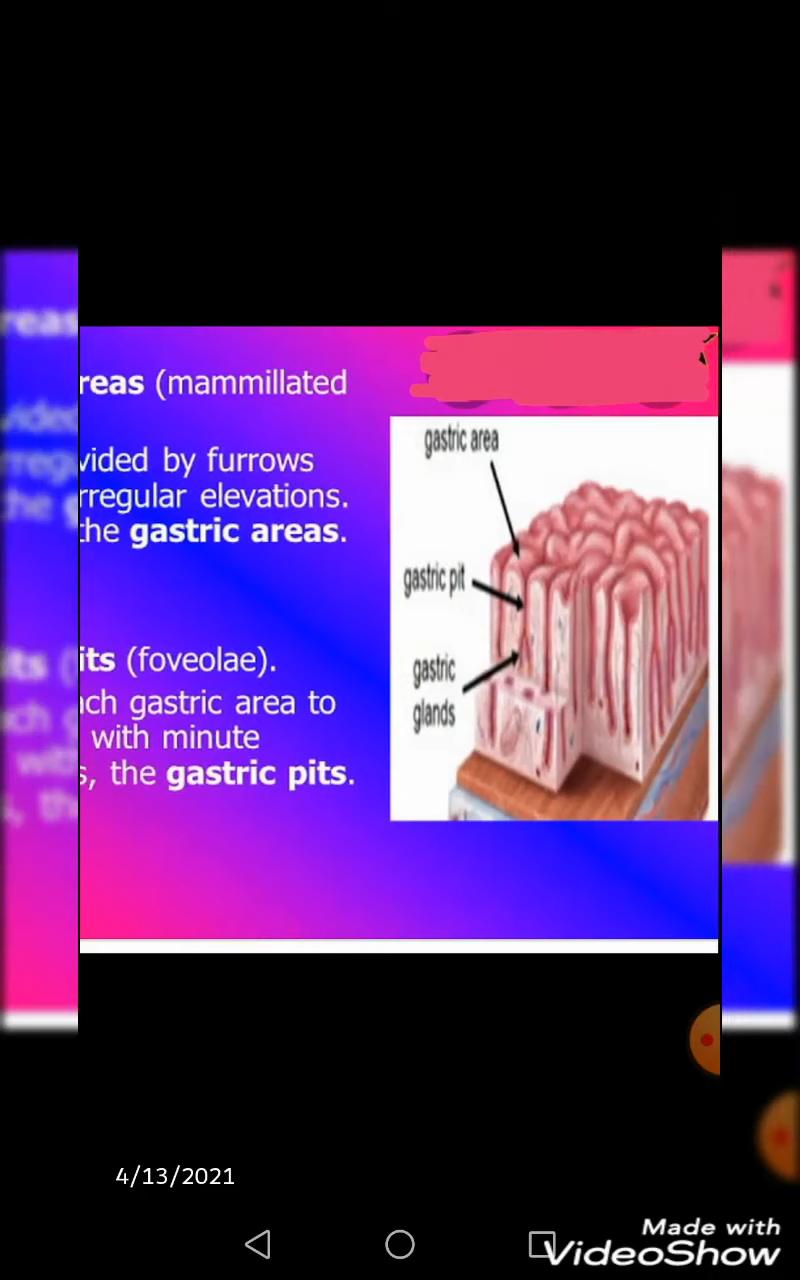 reas (mammillated
vided by furrows
rregular elevations.
the gastric areas.
its (foveolae).
ch gastric area to
with minute
s, the gastric pits.
gastric area
gastric pit
gastric
glands
4/13/2021
Made with
VideoShow